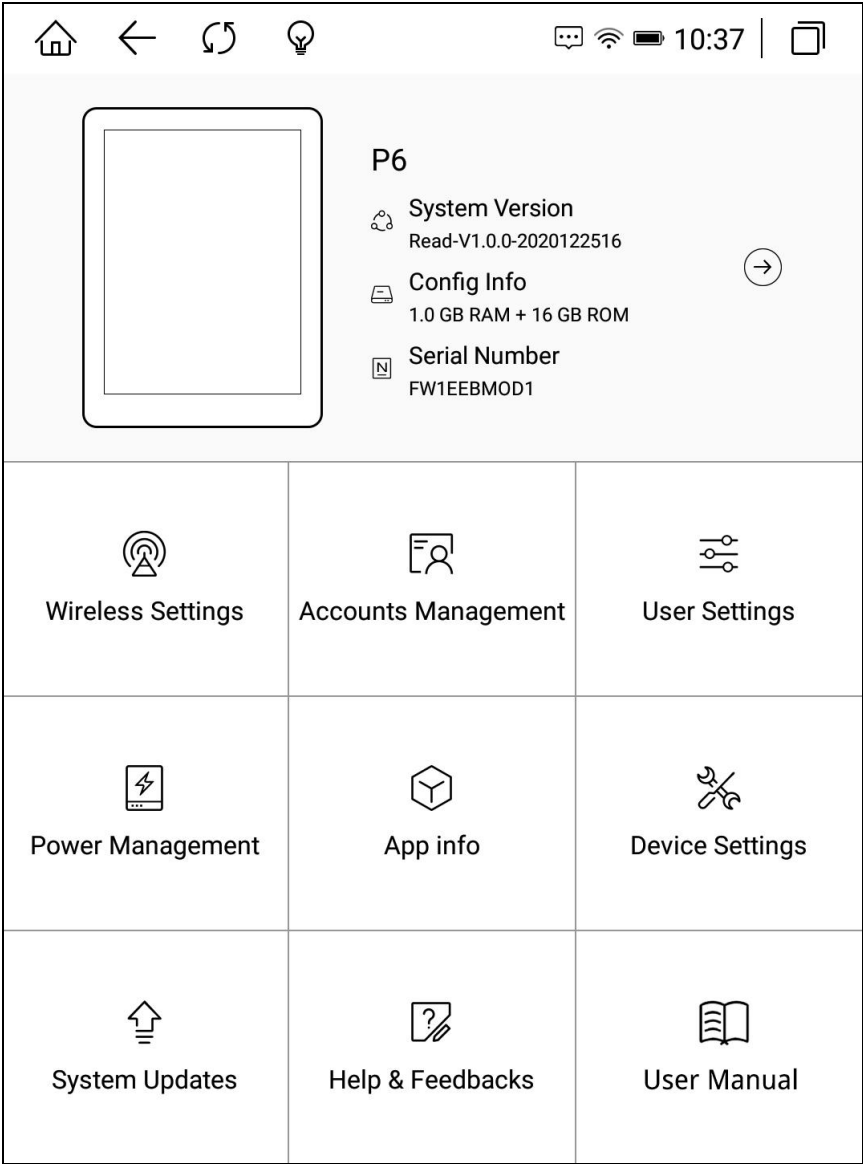 10:37
P6
System Version
Read-V1.0.0-2020122516
Config Info
1.0 GB RAM + 16 GB ROM
N
Serial Number
FW1EEBMOD1
Wireless Settings
Accounts Management
User Settings
Power Management
App info
Device Settings
System Updates
Help & Feedbacks
User Manual